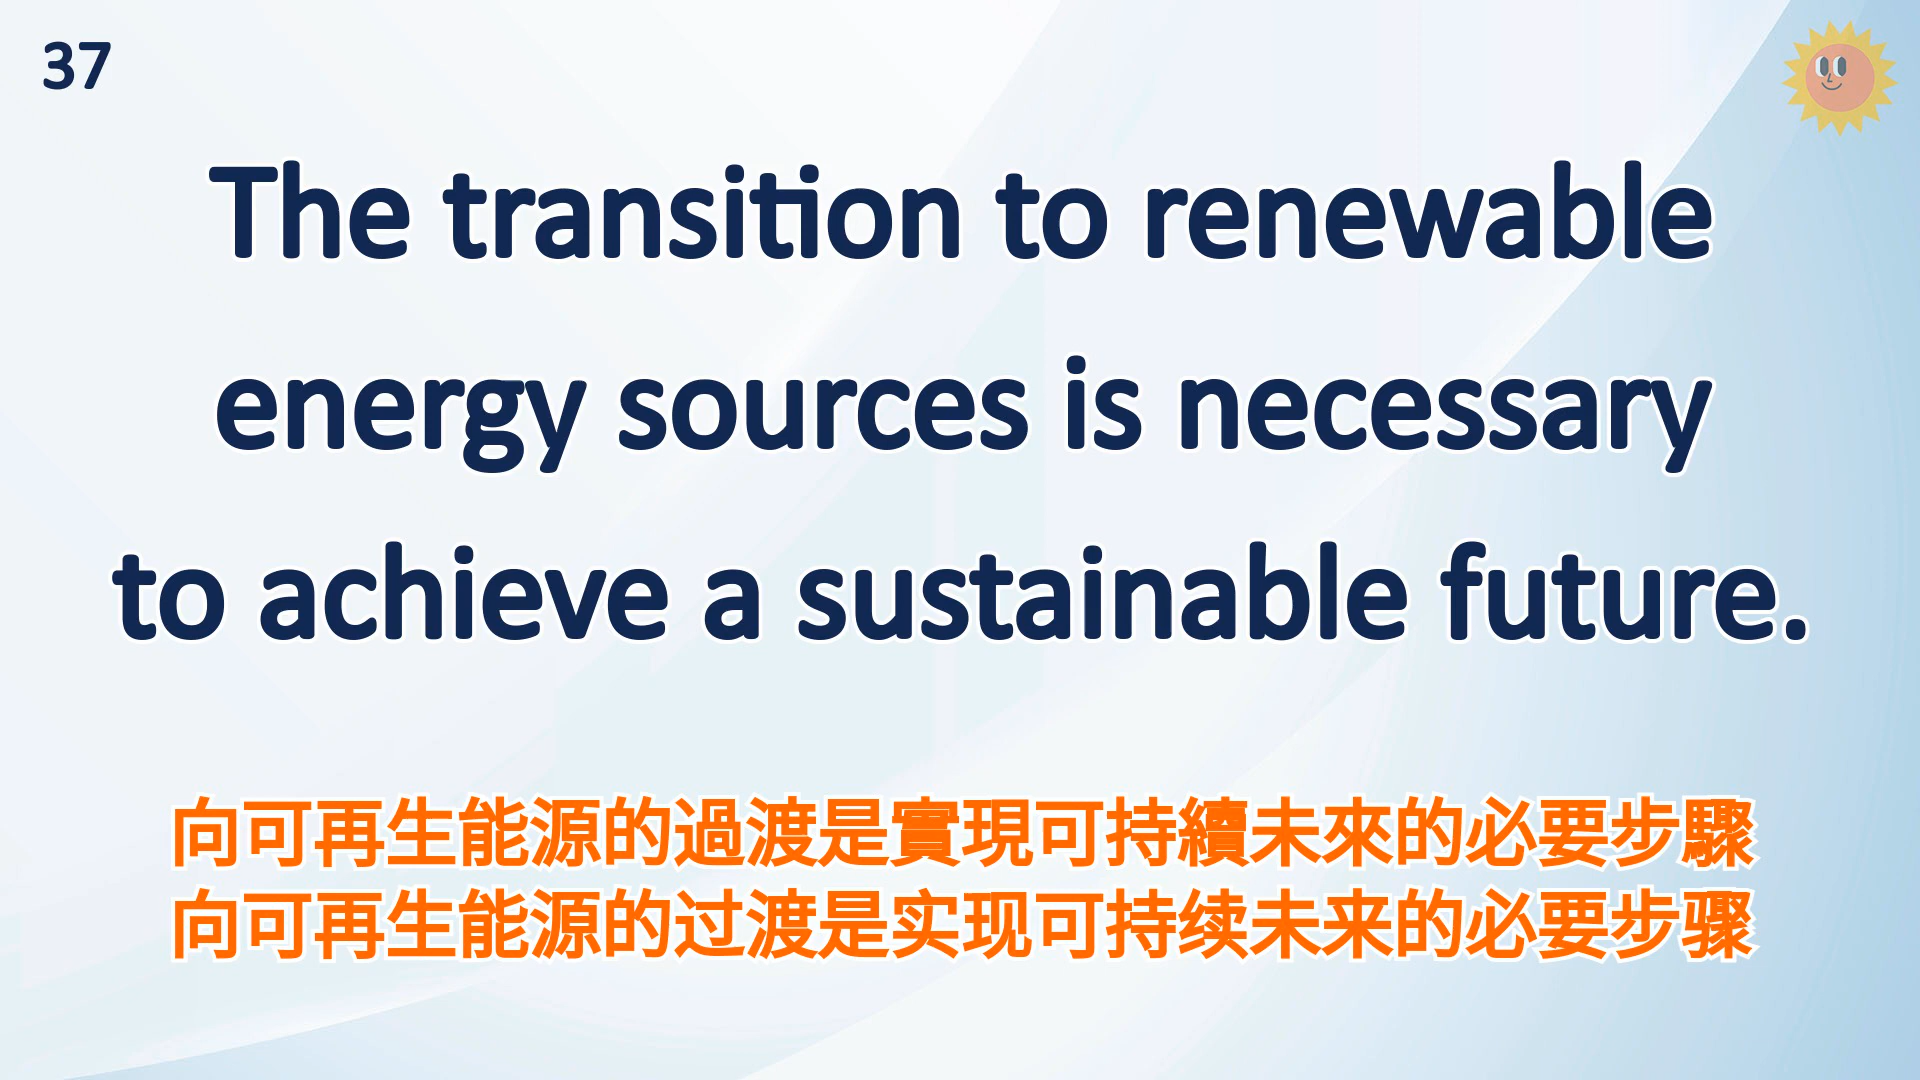 37
The transition to renewable
energy sources is necessary
to achieve a sustainable future.
向可再生能源的過渡是實現可持續未來的必要步驟
向可再生能源的过渡是实现可持续未来的必要步骤